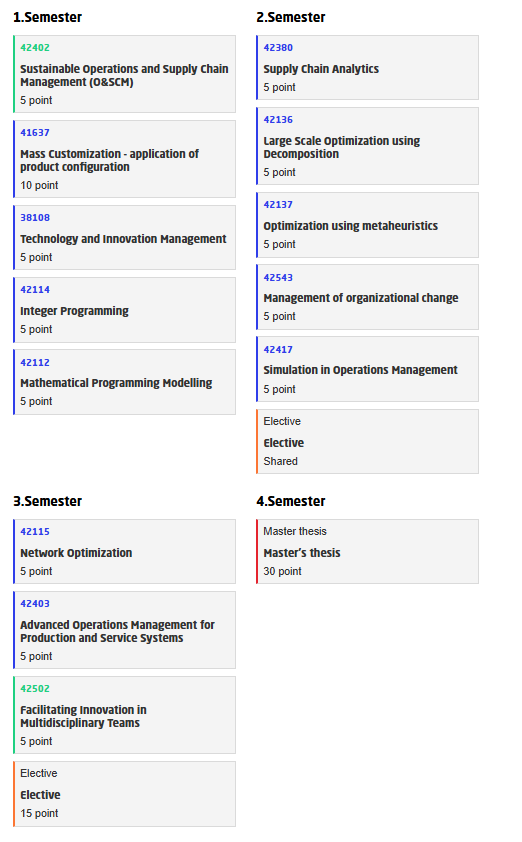 1.Semester
42402
Sustainable Operations and Supply Chain
Management (O&SCM)
5 point
41637
Mass Customization - application of
product configuration
10 point
38108
Technology and Innovation Management
5 point
42114
Integer Programming
5 point
42112
Mathematical Programming Modelling
5 point
2.Semester
42380
Supply Chain Analytics
5 point
42136
Large Scale Optimization using
Decomposition
5 point
42137
Optimization using metaheuristics
5 point
42543
Management of organizational change
5 point
42417
Simulation in Operations Management
5 point
Elective
Elective
Shared
3.Semester
42115
Network Optimization
5 point
42403
Advanced Operations Management for
Production and Service Systems
5 point
42502
Facilitating Innovation in
Multidisciplinary Teams
5 point
Elective
Elective
15 point
4.Semester
Master thesis
Master's thesis
30 point